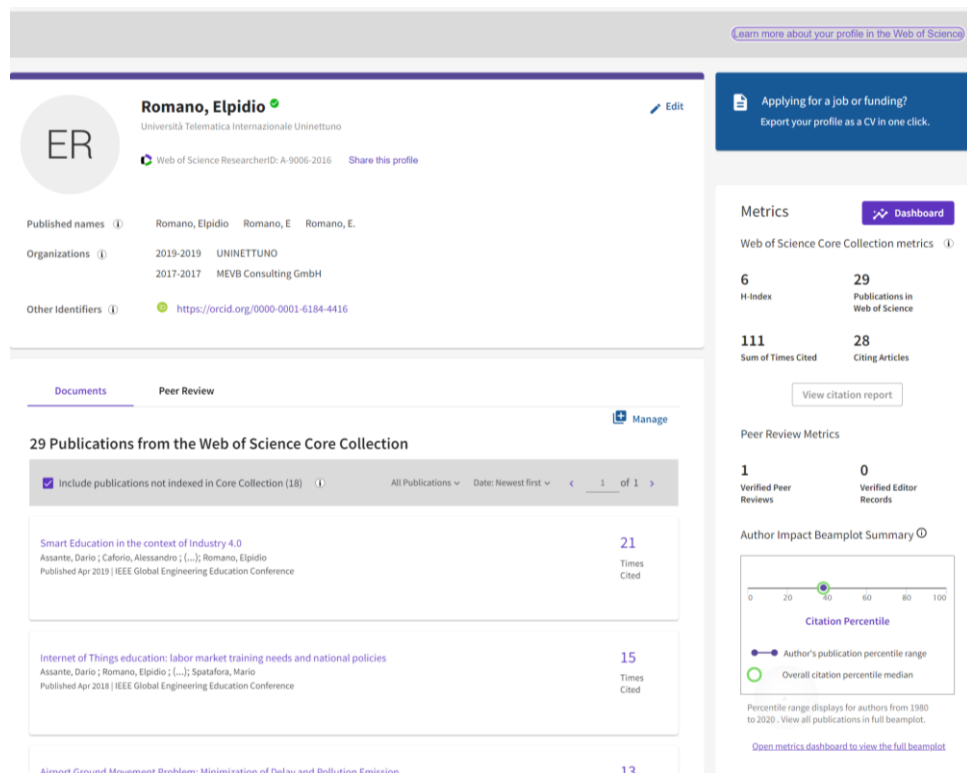 Learn more about your profile in the Web of Science
ER
Romano, Elpidio
Edit
Università Telematica Internazionale Uninettuno
Web of Science ResearcherID: A-9006-2016 Share this profile
Published names Romano, Elpidio Romano, E Romano, E.
Organizations 2019-2019 UNINETTUNO
2017-2017 MEVB Consulting GmbH
Other Identifiers https://orcid.org/0000-0001-6184-4416
Documents Peer Review
Manage
29 Publications from the Web of Science Core Collection
Include publications not indexed in Core Collection (18) All Publications Date: Newest first < 1 of 1 >
Smart Education in the context of Industry 4.0
Assante, Dario ; Caforio, Alessandro ; (...); Romano, Elpidio
Published Apr 2019 | IEEE Global Engineering Education Conference
21
Times
Cited
Internet of Things education: labor market training needs and national policies
Assante, Dario ; Romano, Elpidio ; (...); Spatafora, Mario
Published Apr 2018 | IEEE Global Engineering Education Conference
15
Times
Cited
Airport Ground Movement Problem: Minimization of Delay and Pollution Emission
13
Applying for a job or funding?
Export your profile as a CV in one click.
Metrics
Dashboard
Web of Science Core Collection metrics
6
H-Index
29
Publications in
Web of Science
111
Sum of Times Cited
28
Citing Articles
View citation report
Peer Review Metrics
1
Verified Peer
Reviews
0
Verified Editor
Records
Author Impact Beamplot Summary
0 20 40 60 80 100
Citation Percentile
Author's publication percentile range
Overall citation percentile median
Percentile range displays for authors from 1980
to 2020 . View all publications in full beamplot.
Open metrics dashboard to view the full beamplot